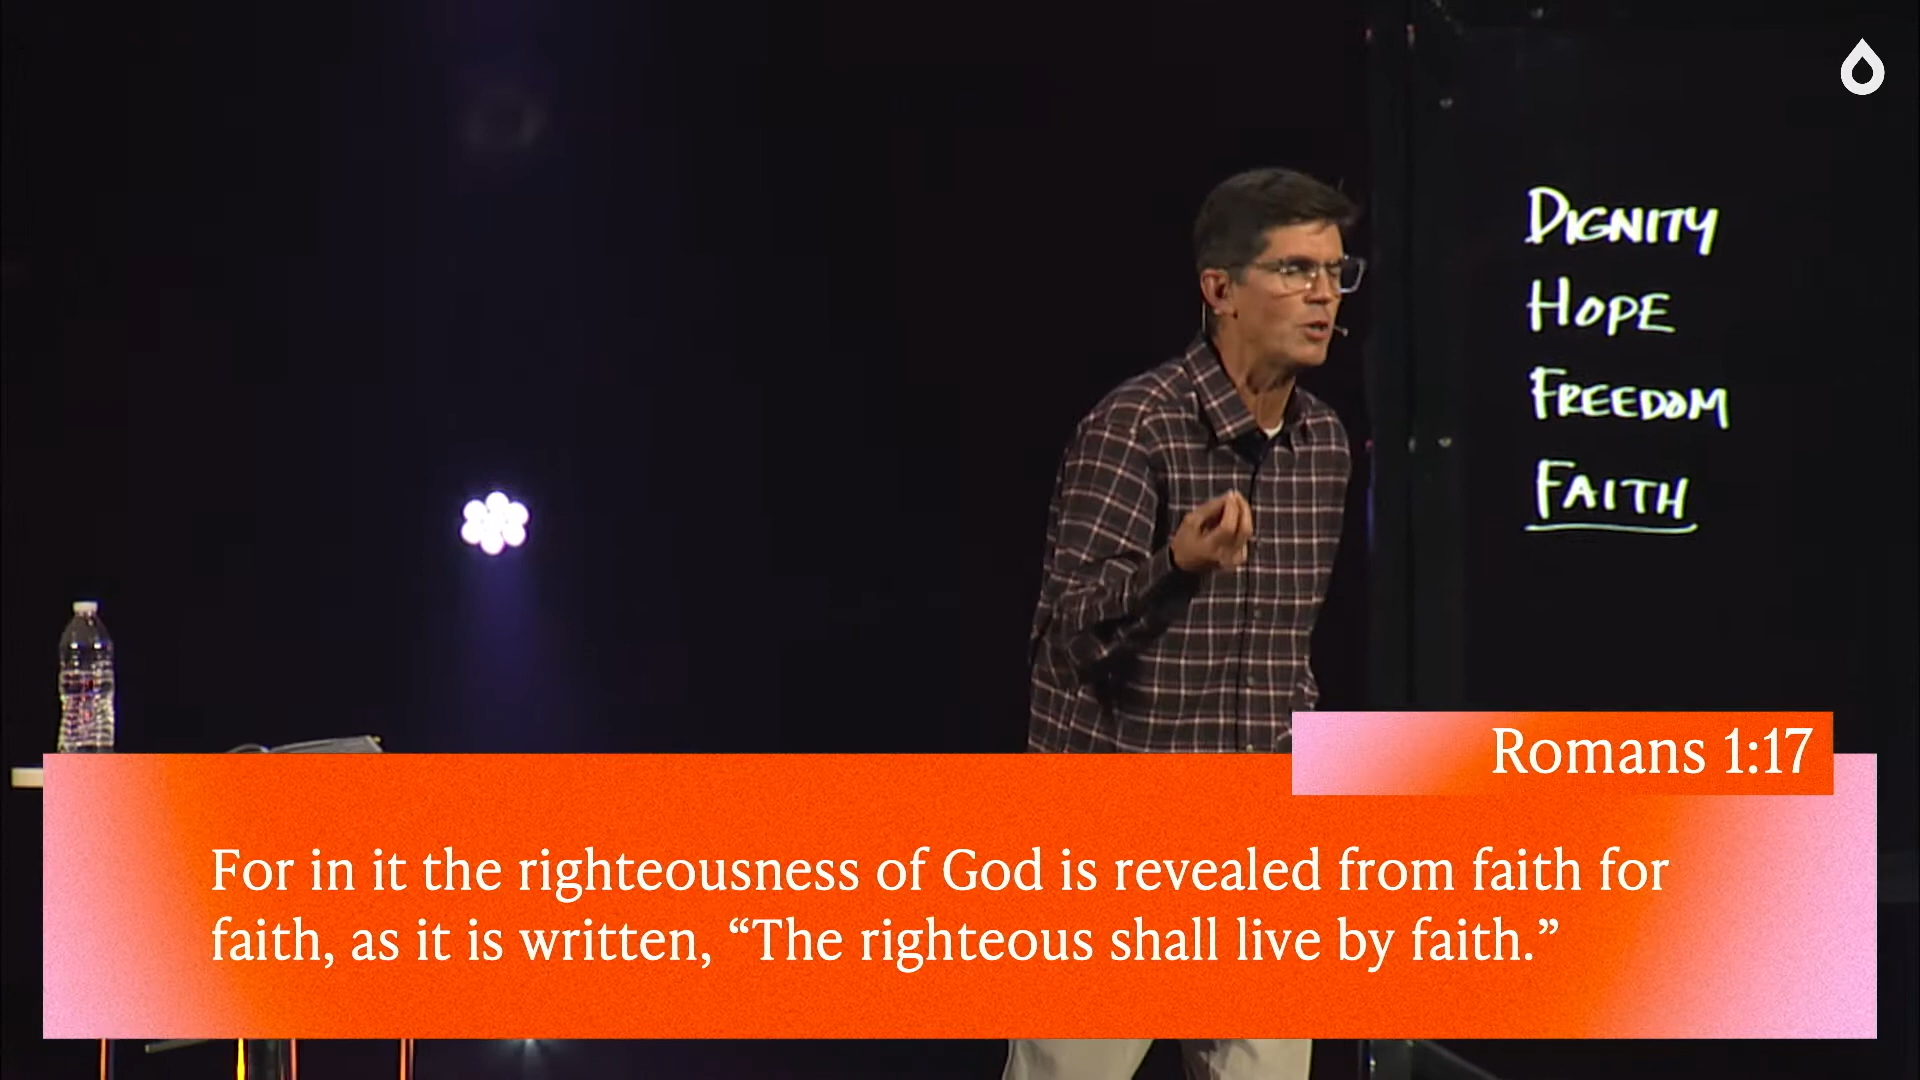 DIGNITY
HOPE
FREEDOM
FAITH
Romans 1:17
For in it the righteousness of God is revealed from faith for
faith, as it is written, “The righteous shall live by faith.”